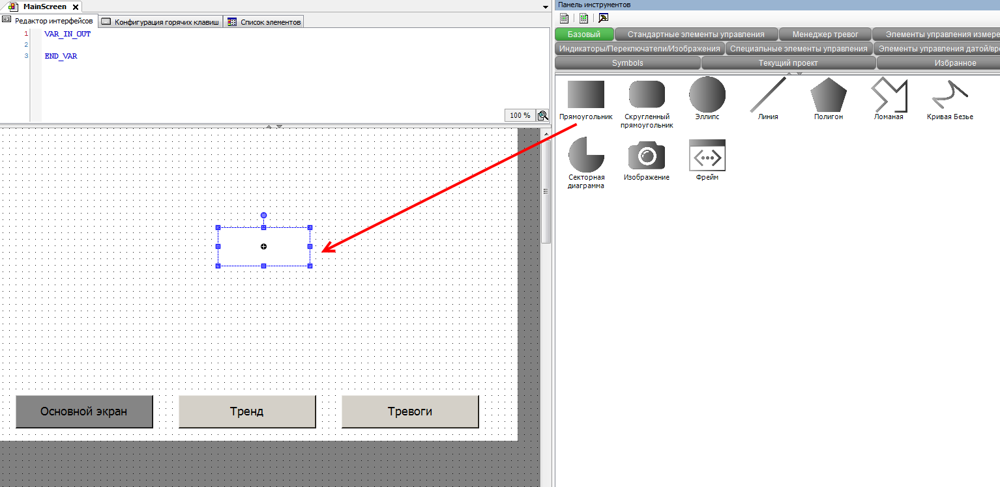 MainScreen
Редактор интерфейсов
Конфигурация горячих клавиш
Список элементов
1 VAR_IN_OUT
2
3 END_VAR
100 %
Основной экран
Тренд
Тревоги
Панель инструментов
Базовый
Стандартные элементы управления
Менеджер тревог
Элементы управления измере
Индикаторы/Переключатели/Изображения
Специальные элементы управления
Элементы управления датой/вре
Symbols
Текущий проект
Избранное
Прямоугольник
Скругленный
прямоугольник
Эллипс
Линия
Полигон
Ломаная
Кривая Безье
Секторная
диаграмма
Изображение
Фрейм